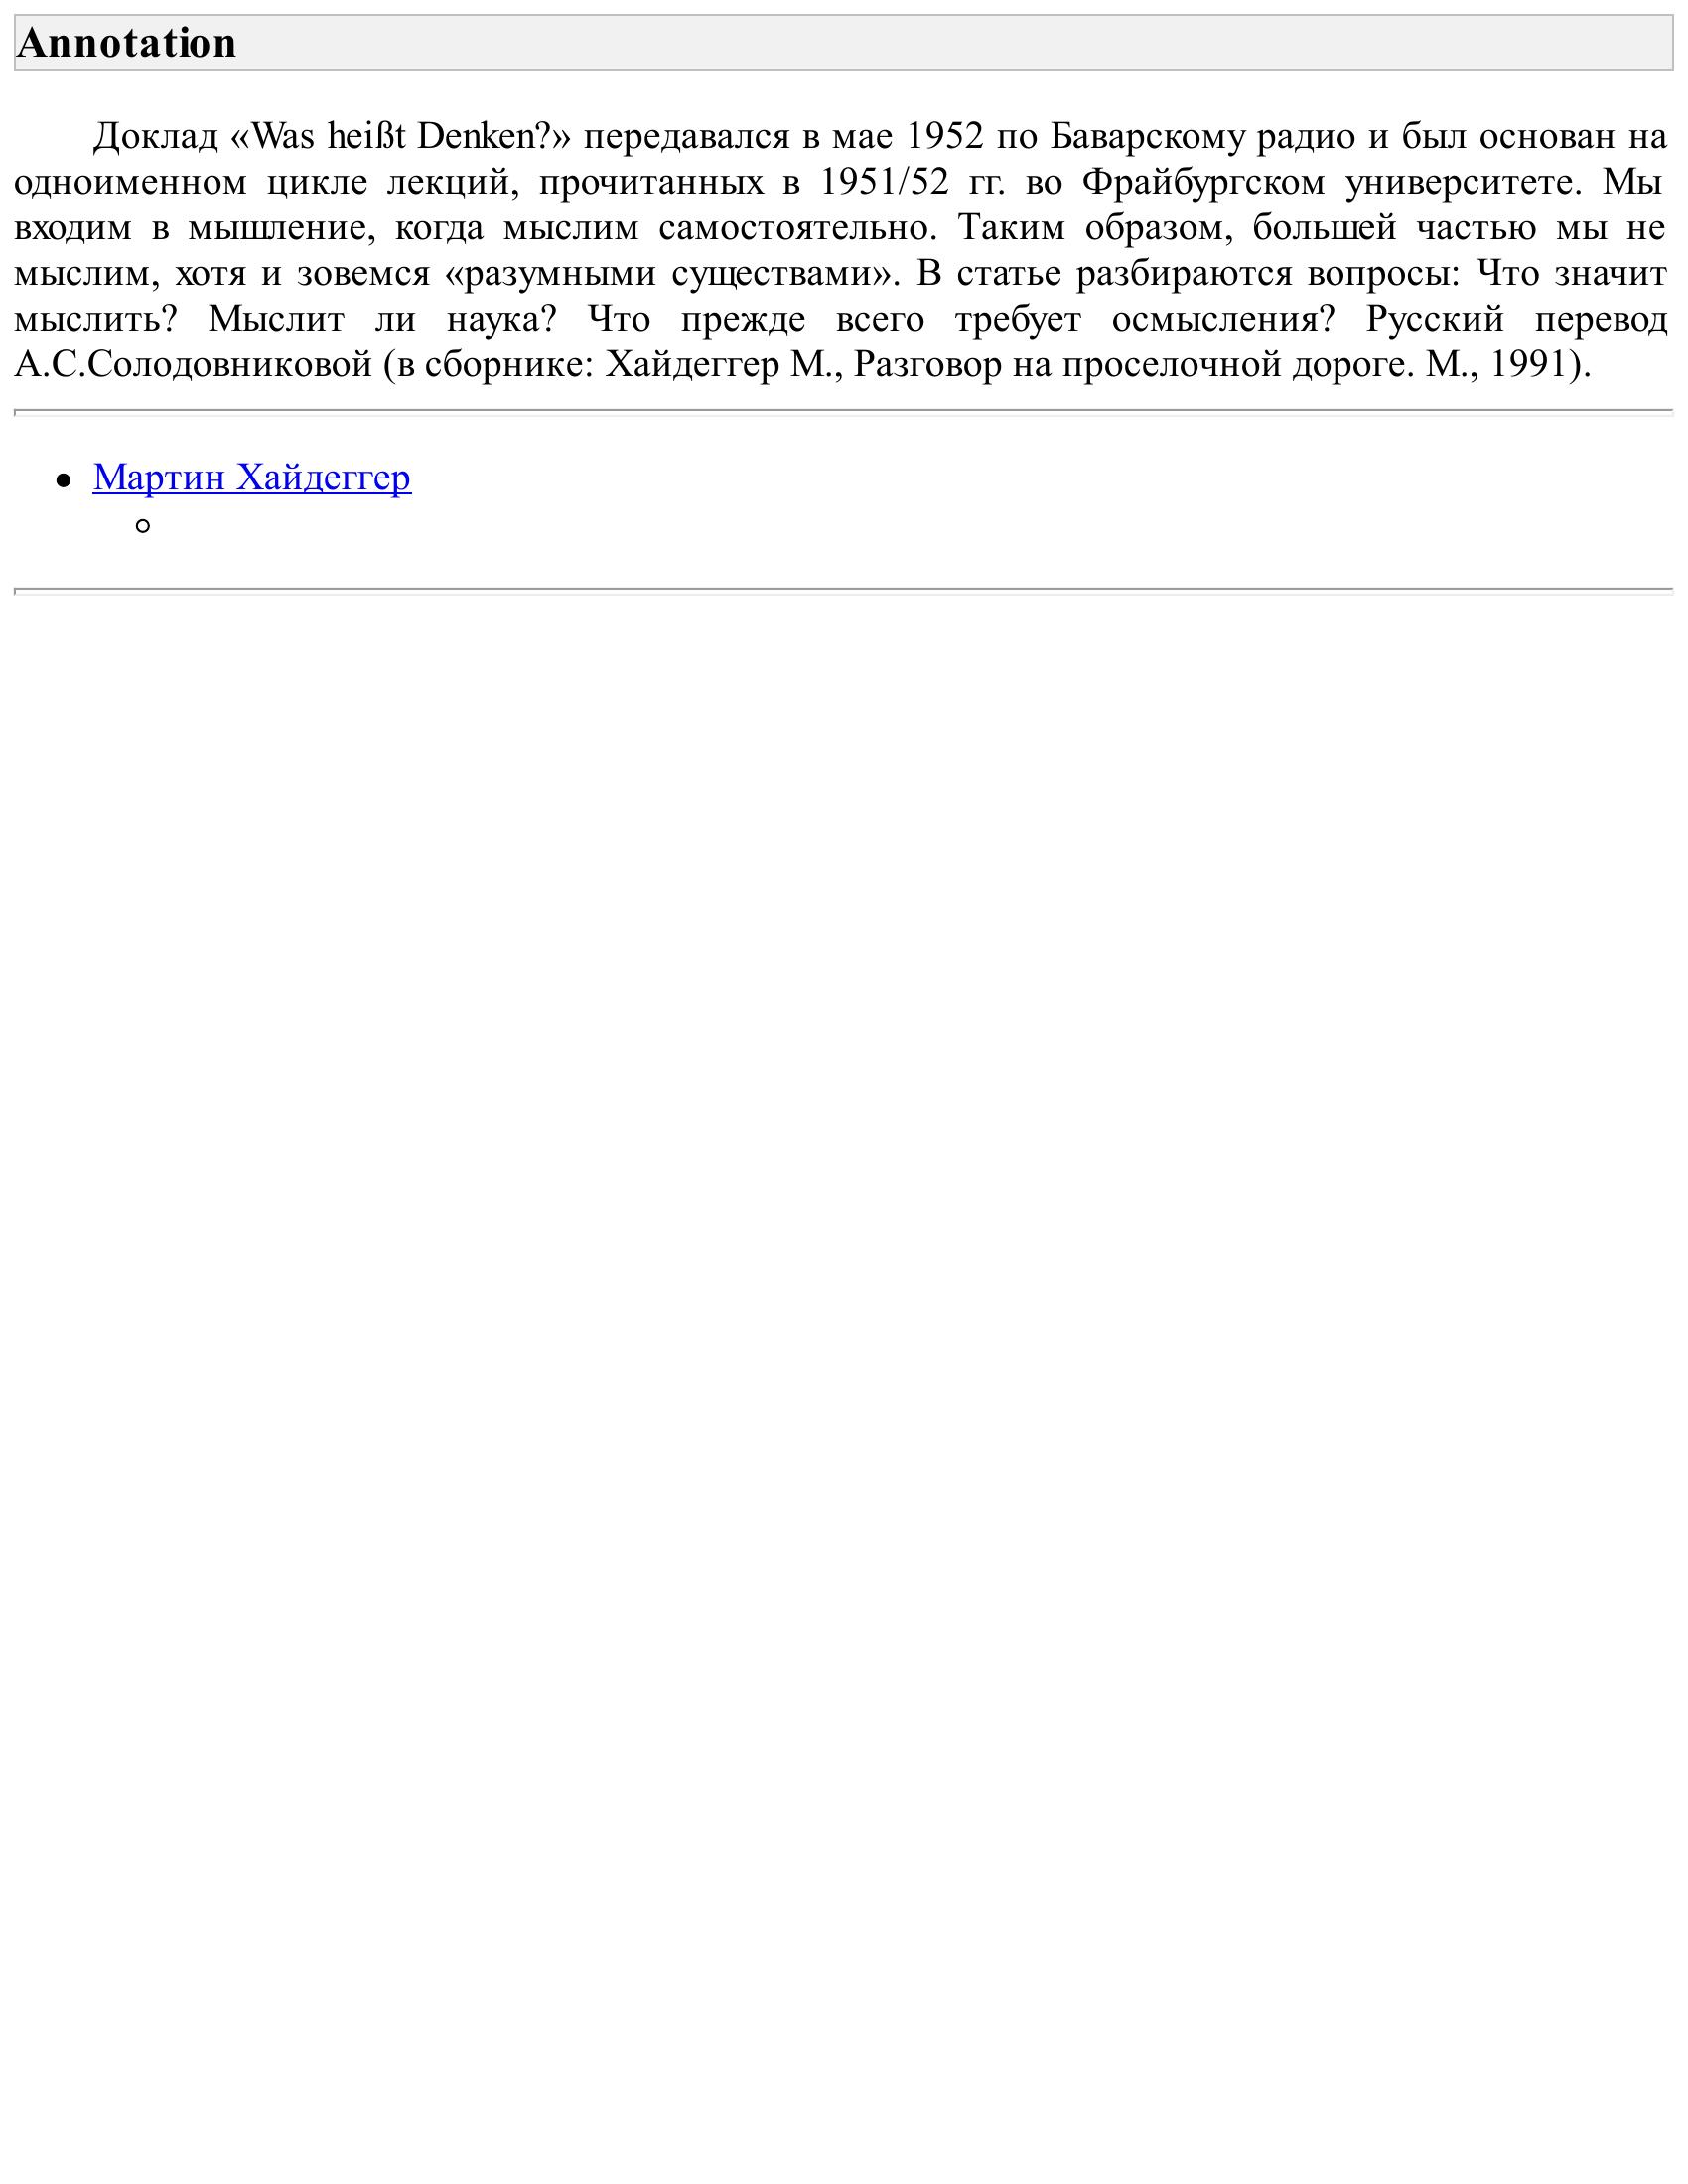 Annotation
Доклад «Was heißt Denken?» передавался в мае 1952 по Баварскому радио и был основан на
одноименном цикле лекций, прочитанных в 1951/52 гг. во Фрайбургском университете. Мы
входим в мышление, когда мыслим самостоятельно. Таким образом, большей частью мы не
мыслим, хотя и зовемся «разумными существами». В статье разбираются вопросы: Что значит
мыслить? Мыслит ли наука? Что прежде всего требует осмысления? Русский перевод
А.С.Солодовниковой (в сборнике: Хайдеггер М., Разговор на проселочной дороге. М., 1991).
Мартин Хайдеггер